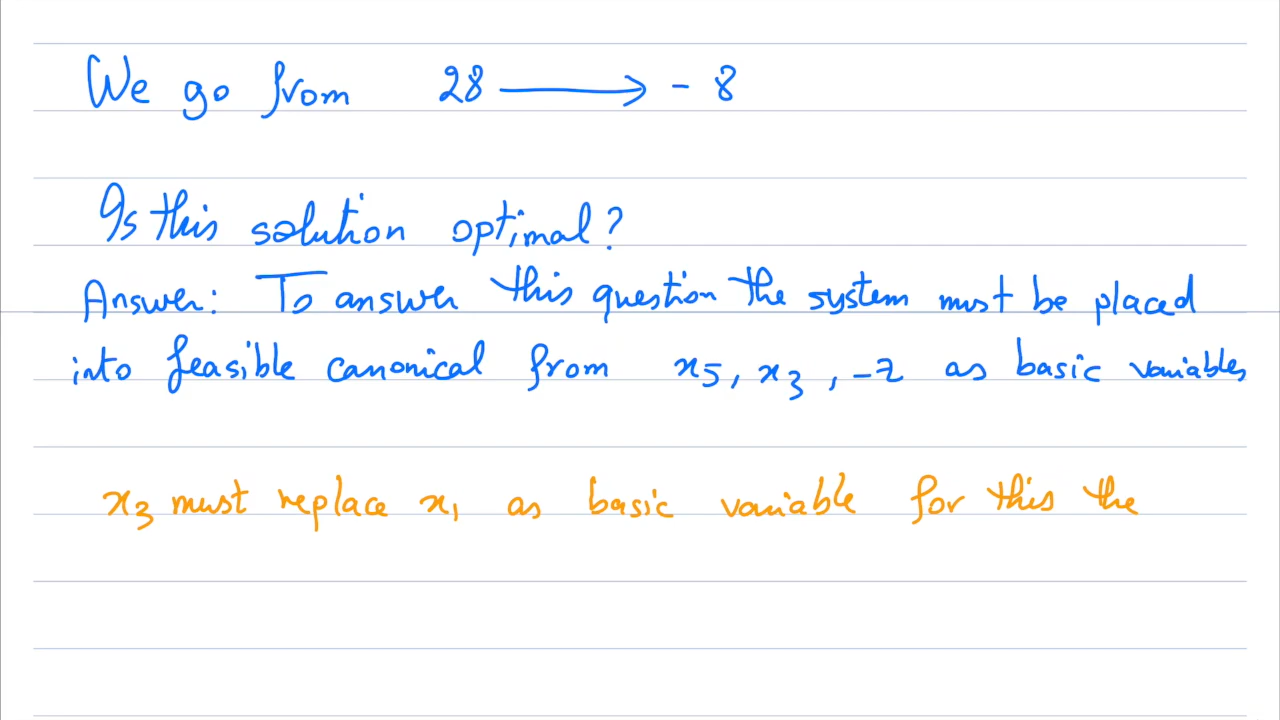 We go from 28 ⟶ - 8
Is this solution optimal?
Answer: To answer this question the system must be placed
into feasible canonical from x₅, x₃, -z as basic variables
x₃ must replace x₁ as basic variable for this the